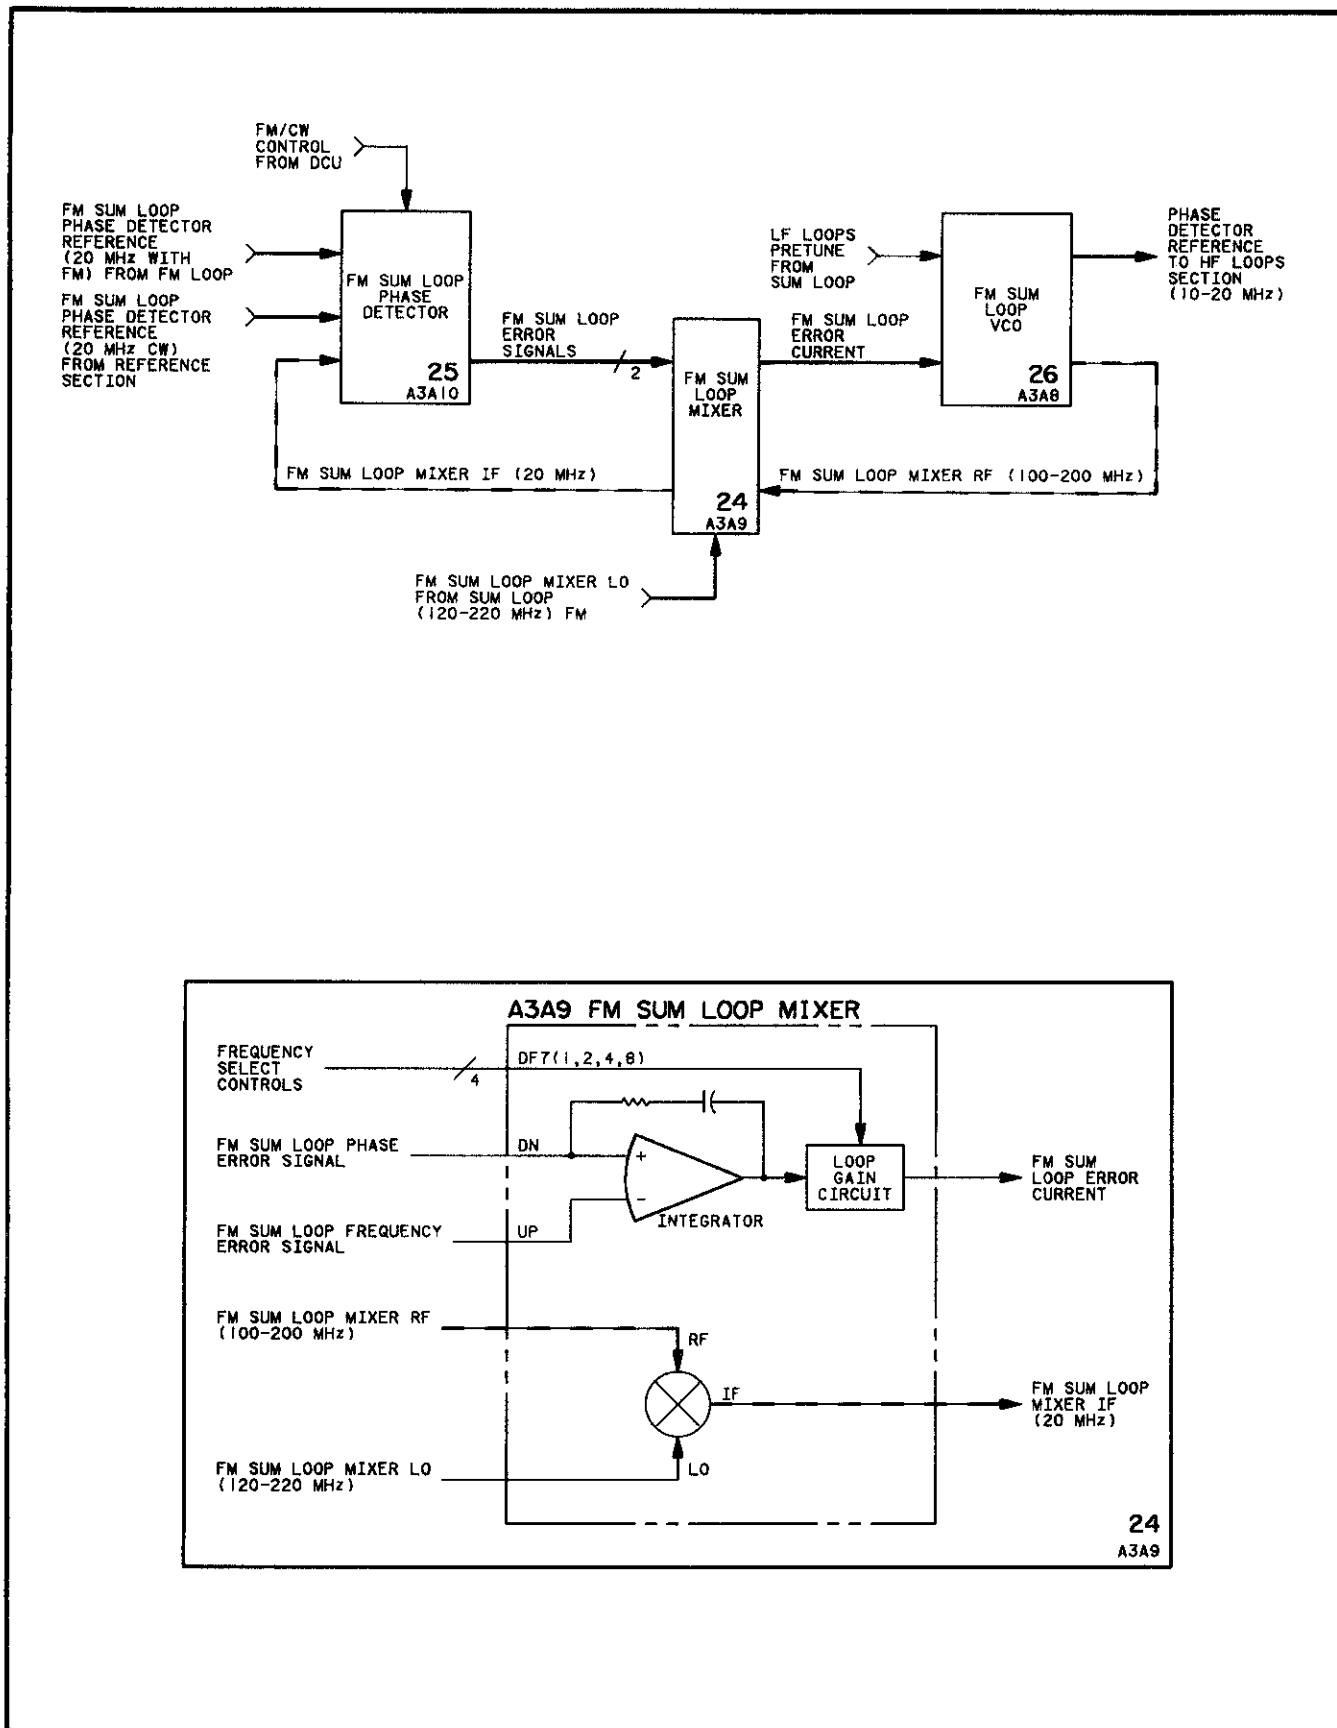 FM/CW
CONTROL
FROM DCU
FM SUM LOOP
PHASE DETECTOR
REFERENCE
(20 MHz WITH
FM) FROM FM LOOP
FM SUM LOOP
PHASE DETECTOR
REFERENCE
(20 MHz CW)
FROM REFERENCE
SECTION
FM SUM LOOP
PHASE
DETECTOR
25
A3A10
FM SUM LOOP
ERROR
SIGNALS
2
FM SUM
LOOP
MIXER
24
A3A9
FM SUM LOOP
ERROR
CURRENT
LF LOOPS
PRETUNE
FROM
SUM LOOP
FM SUM
LOOP
VCO
26
A3A8
PHASE
DETECTOR
REFERENCE
TO HF LOOPS
SECTION
(10-20 MHz)
FM SUM LOOP MIXER IF (20 MHz)
FM SUM LOOP MIXER RF (100-200 MHz)
FM SUM LOOP MIXER LO
FROM SUM LOOP
(120-220 MHz) FM
A3A9 FM SUM LOOP MIXER
FREQUENCY
SELECT
CONTROLS
4
DF7(1,2,4,8)
FM SUM LOOP PHASE
ERROR SIGNAL
DN
+
-
INTEGRATOR
LOOP
GAIN
CIRCUIT
FM SUM
LOOP ERROR
CURRENT
FM SUM LOOP FREQUENCY
ERROR SIGNAL
UP
FM SUM LOOP MIXER RF
(100-200 MHz)
RF
IF
FM SUM LOOP
MIXER IF
(20 MHz)
FM SUM LOOP MIXER LO
(120-220 MHz)
LO
24
A3A9